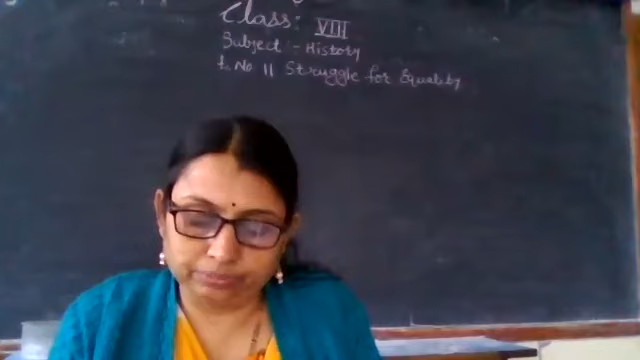 Class: VIII
Subject :- History
L. No 11 Struggle for Equality